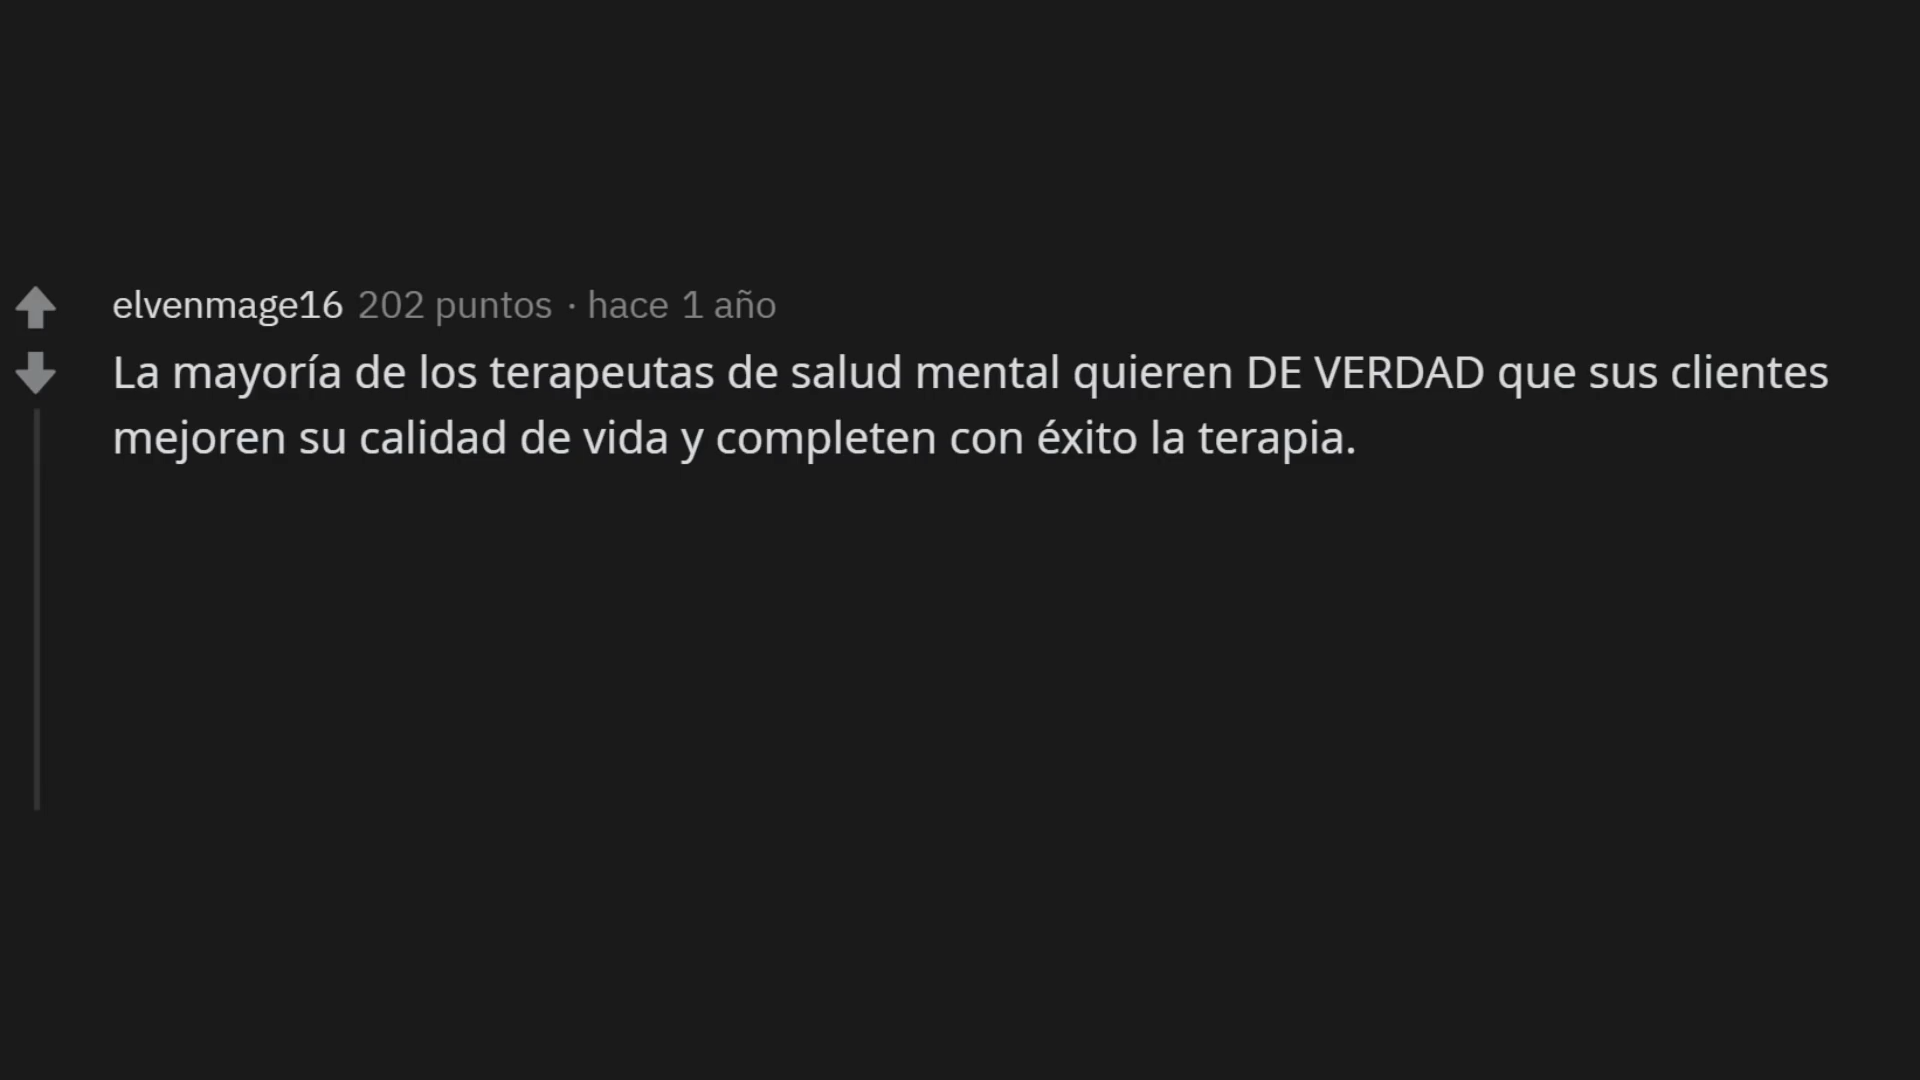 elvenmage16 202 puntos · hace 1 año
La mayoría de los terapeutas de salud mental quieren DE VERDAD que sus clientes
mejoren su calidad de vida y completen con éxito la terapia.